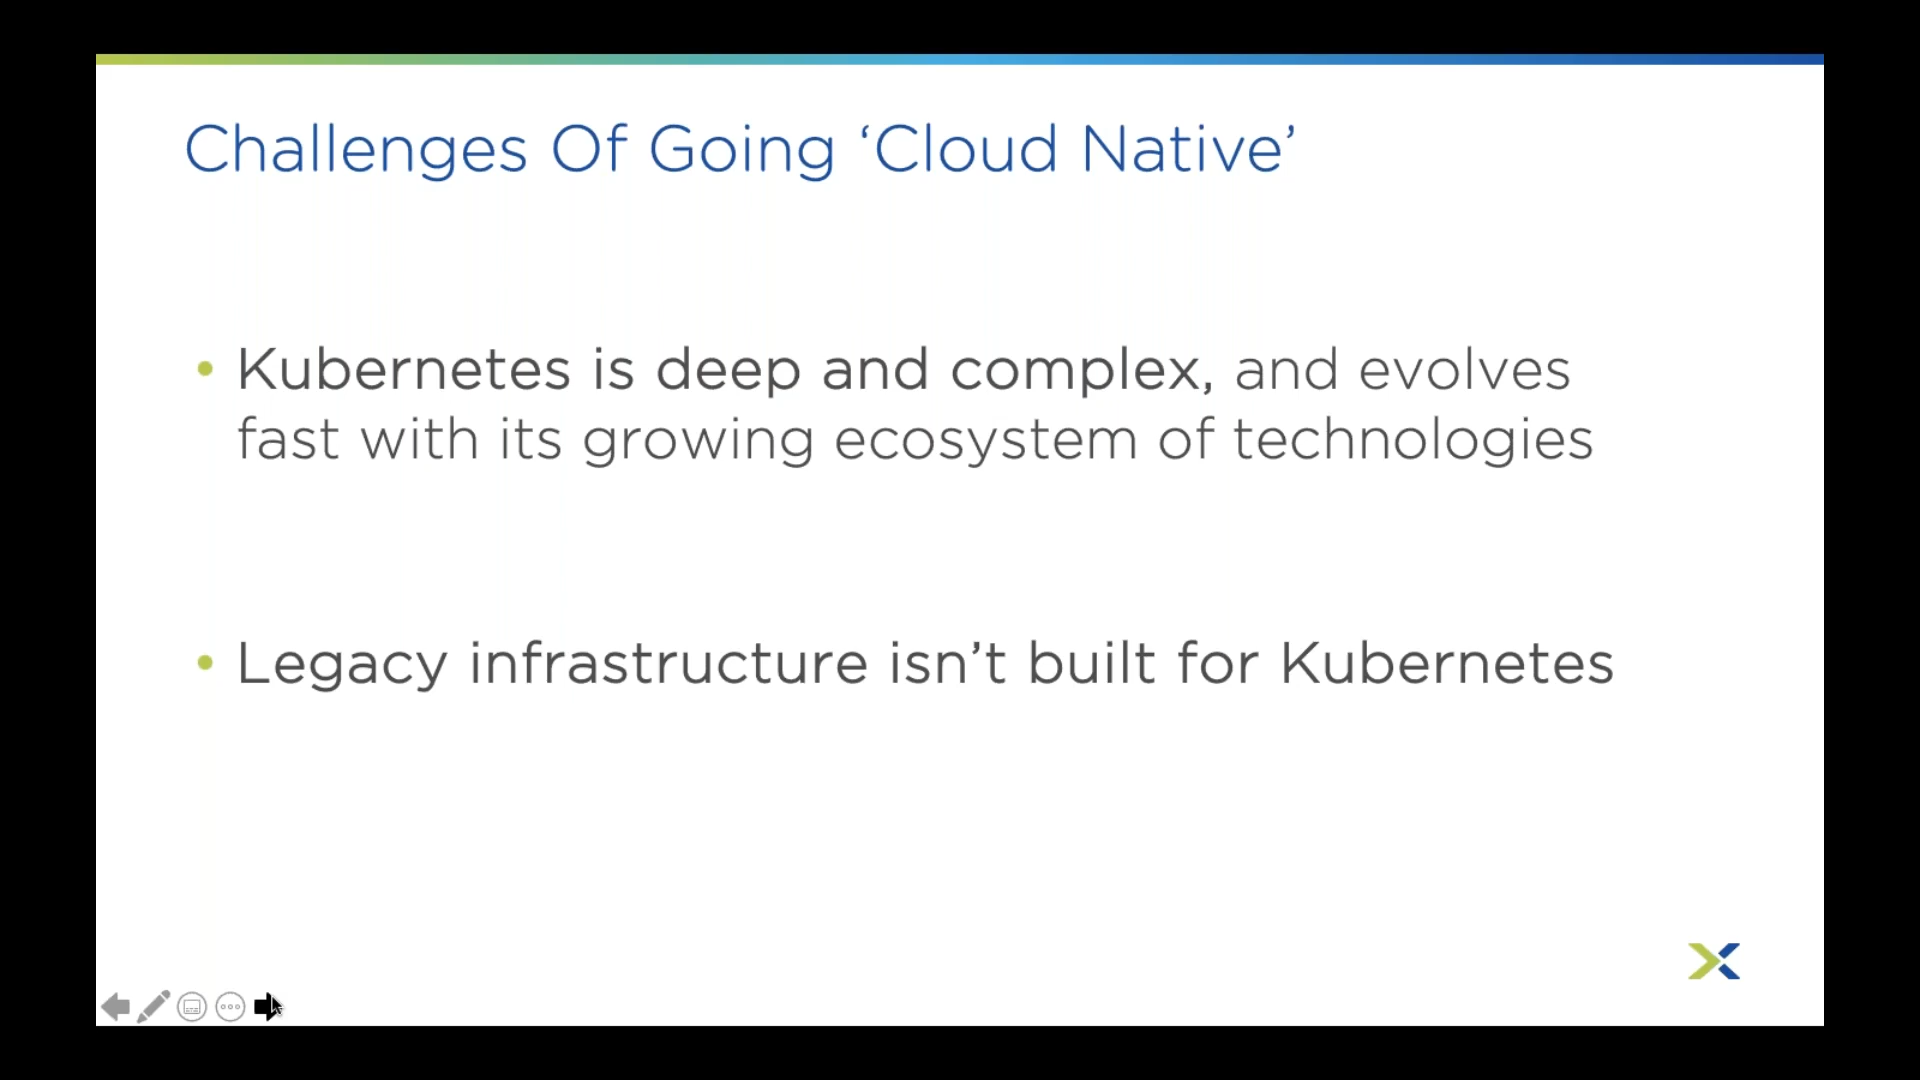 Challenges Of Going ‘Cloud Native’
• Kubernetes is deep and complex, and evolves
fast with its growing ecosystem of technologies
• Legacy infrastructure isn’t built for Kubernetes